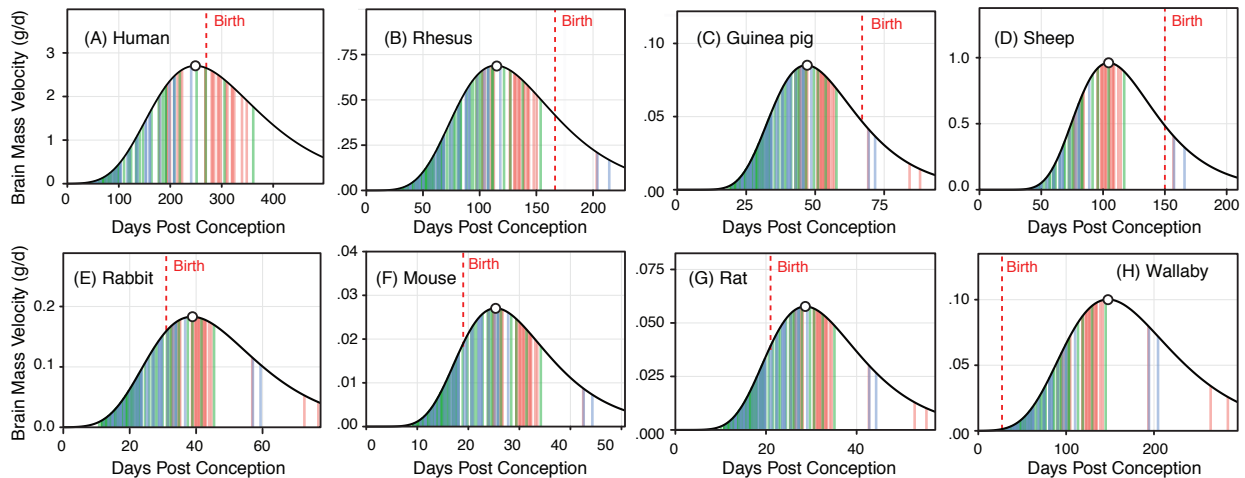 Brain Mass Velocity (g/d)
(A) Human
Birth
3
2
1
0
0 100 200 300 400
Days Post Conception
(B) Rhesus
Birth
.75
.50
.25
.00
0 50 100 150 200
Days Post Conception
(C) Guinea pig
Birth
.10
.05
.00
0 25 50 75
Days Post Conception
(D) Sheep
Birth
1.0
0.5
0.0
0 50 100 150 200
Days Post Conception
Brain Mass Velocity (g/d)
(E) Rabbit
Birth
0.2
0.1
0.0
0 20 40 60
Days Post Conception
(F) Mouse
Birth
.04
.03
.02
.01
.00
0 10 20 26 40 50
Days Post Conception
(G) Rat
Birth
.075
.050
.025
.000
20 40
Days Post Conception
(H) Wallaby
Birth
.10
.05
.00
0 100 200
Days Post Conception